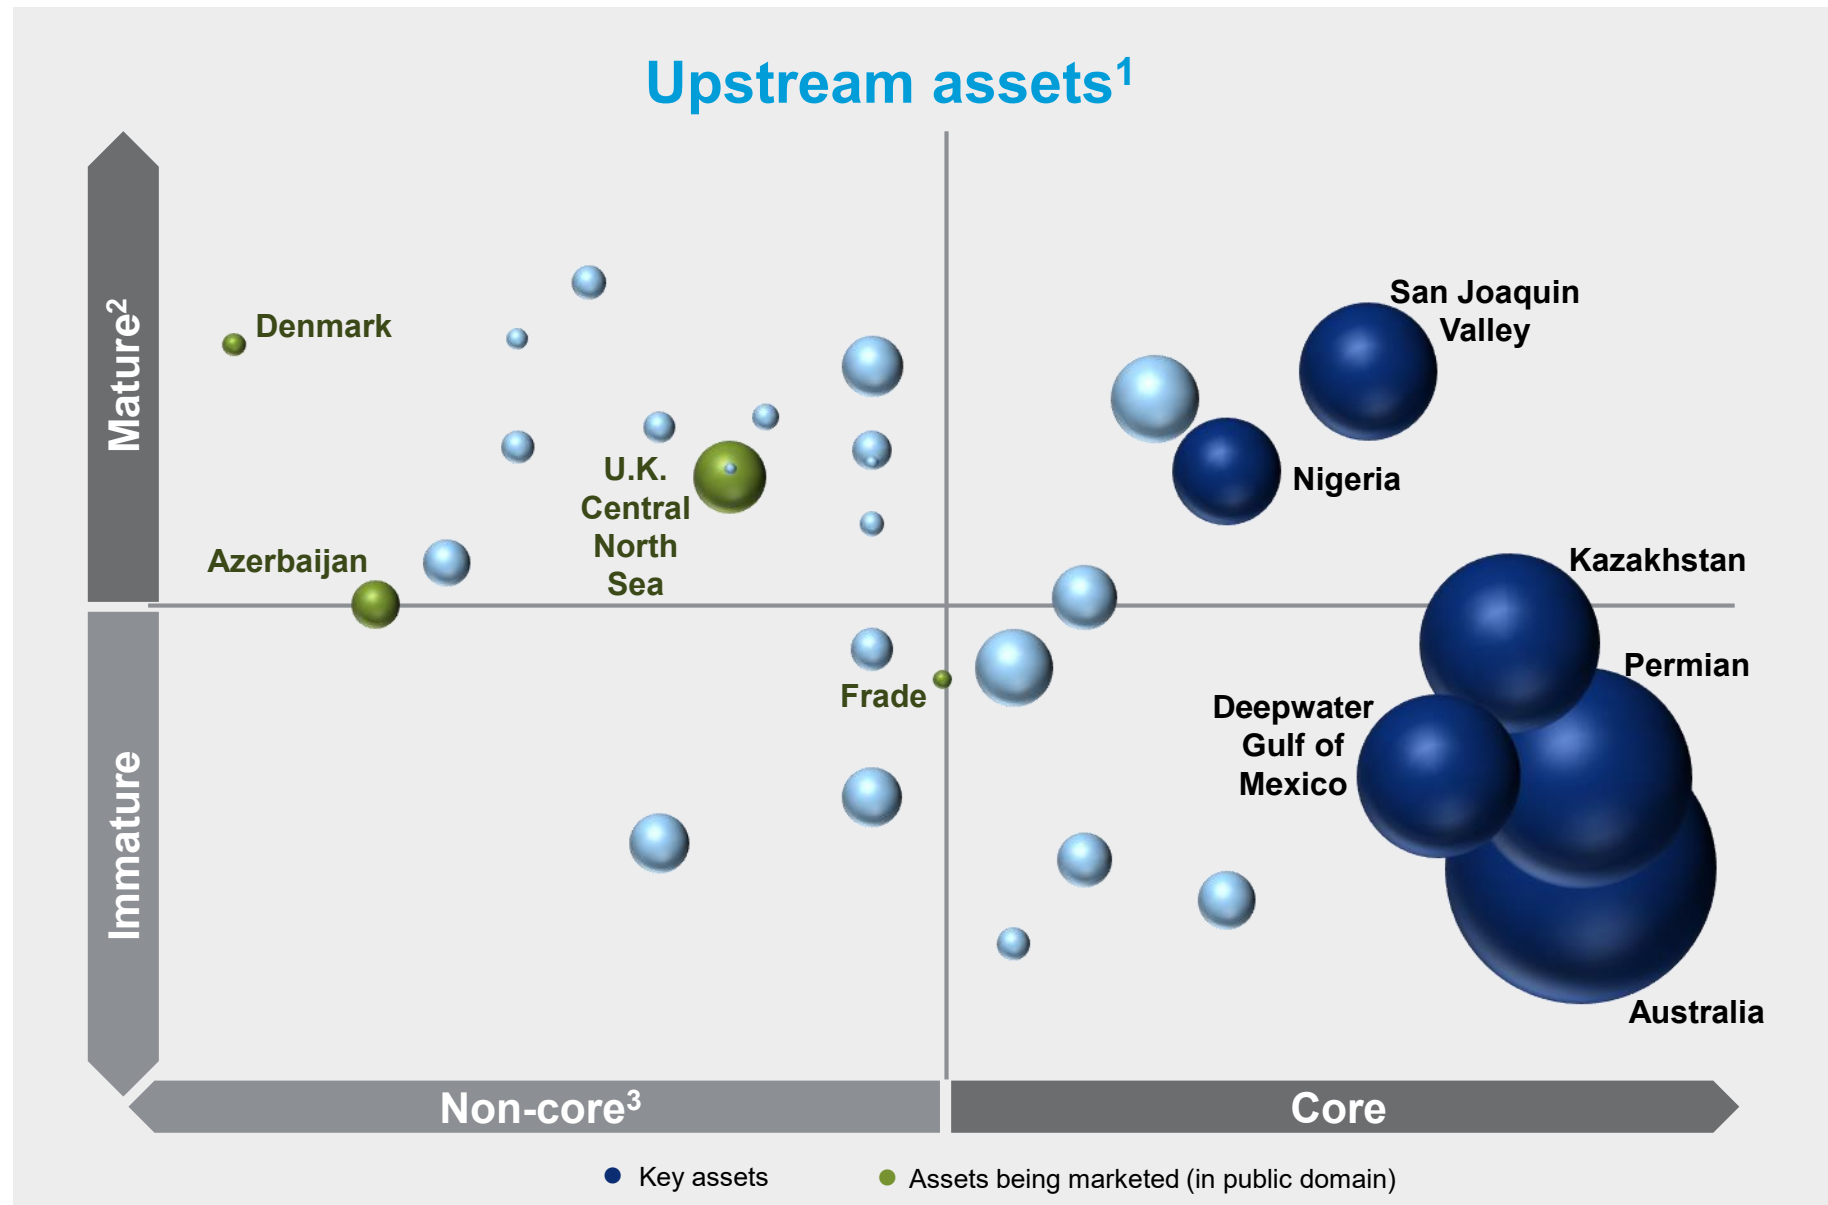 Upstream assets¹
Mature²
Immature
Denmark
U.K.
Central
North
Sea
Azerbaijan
Frade
San Joaquin
Valley
Nigeria
Kazakhstan
Permian
Deepwater
Gulf of
Mexico
Australia
Non-core³
Core
Key assets
Assets being marketed (in public domain)